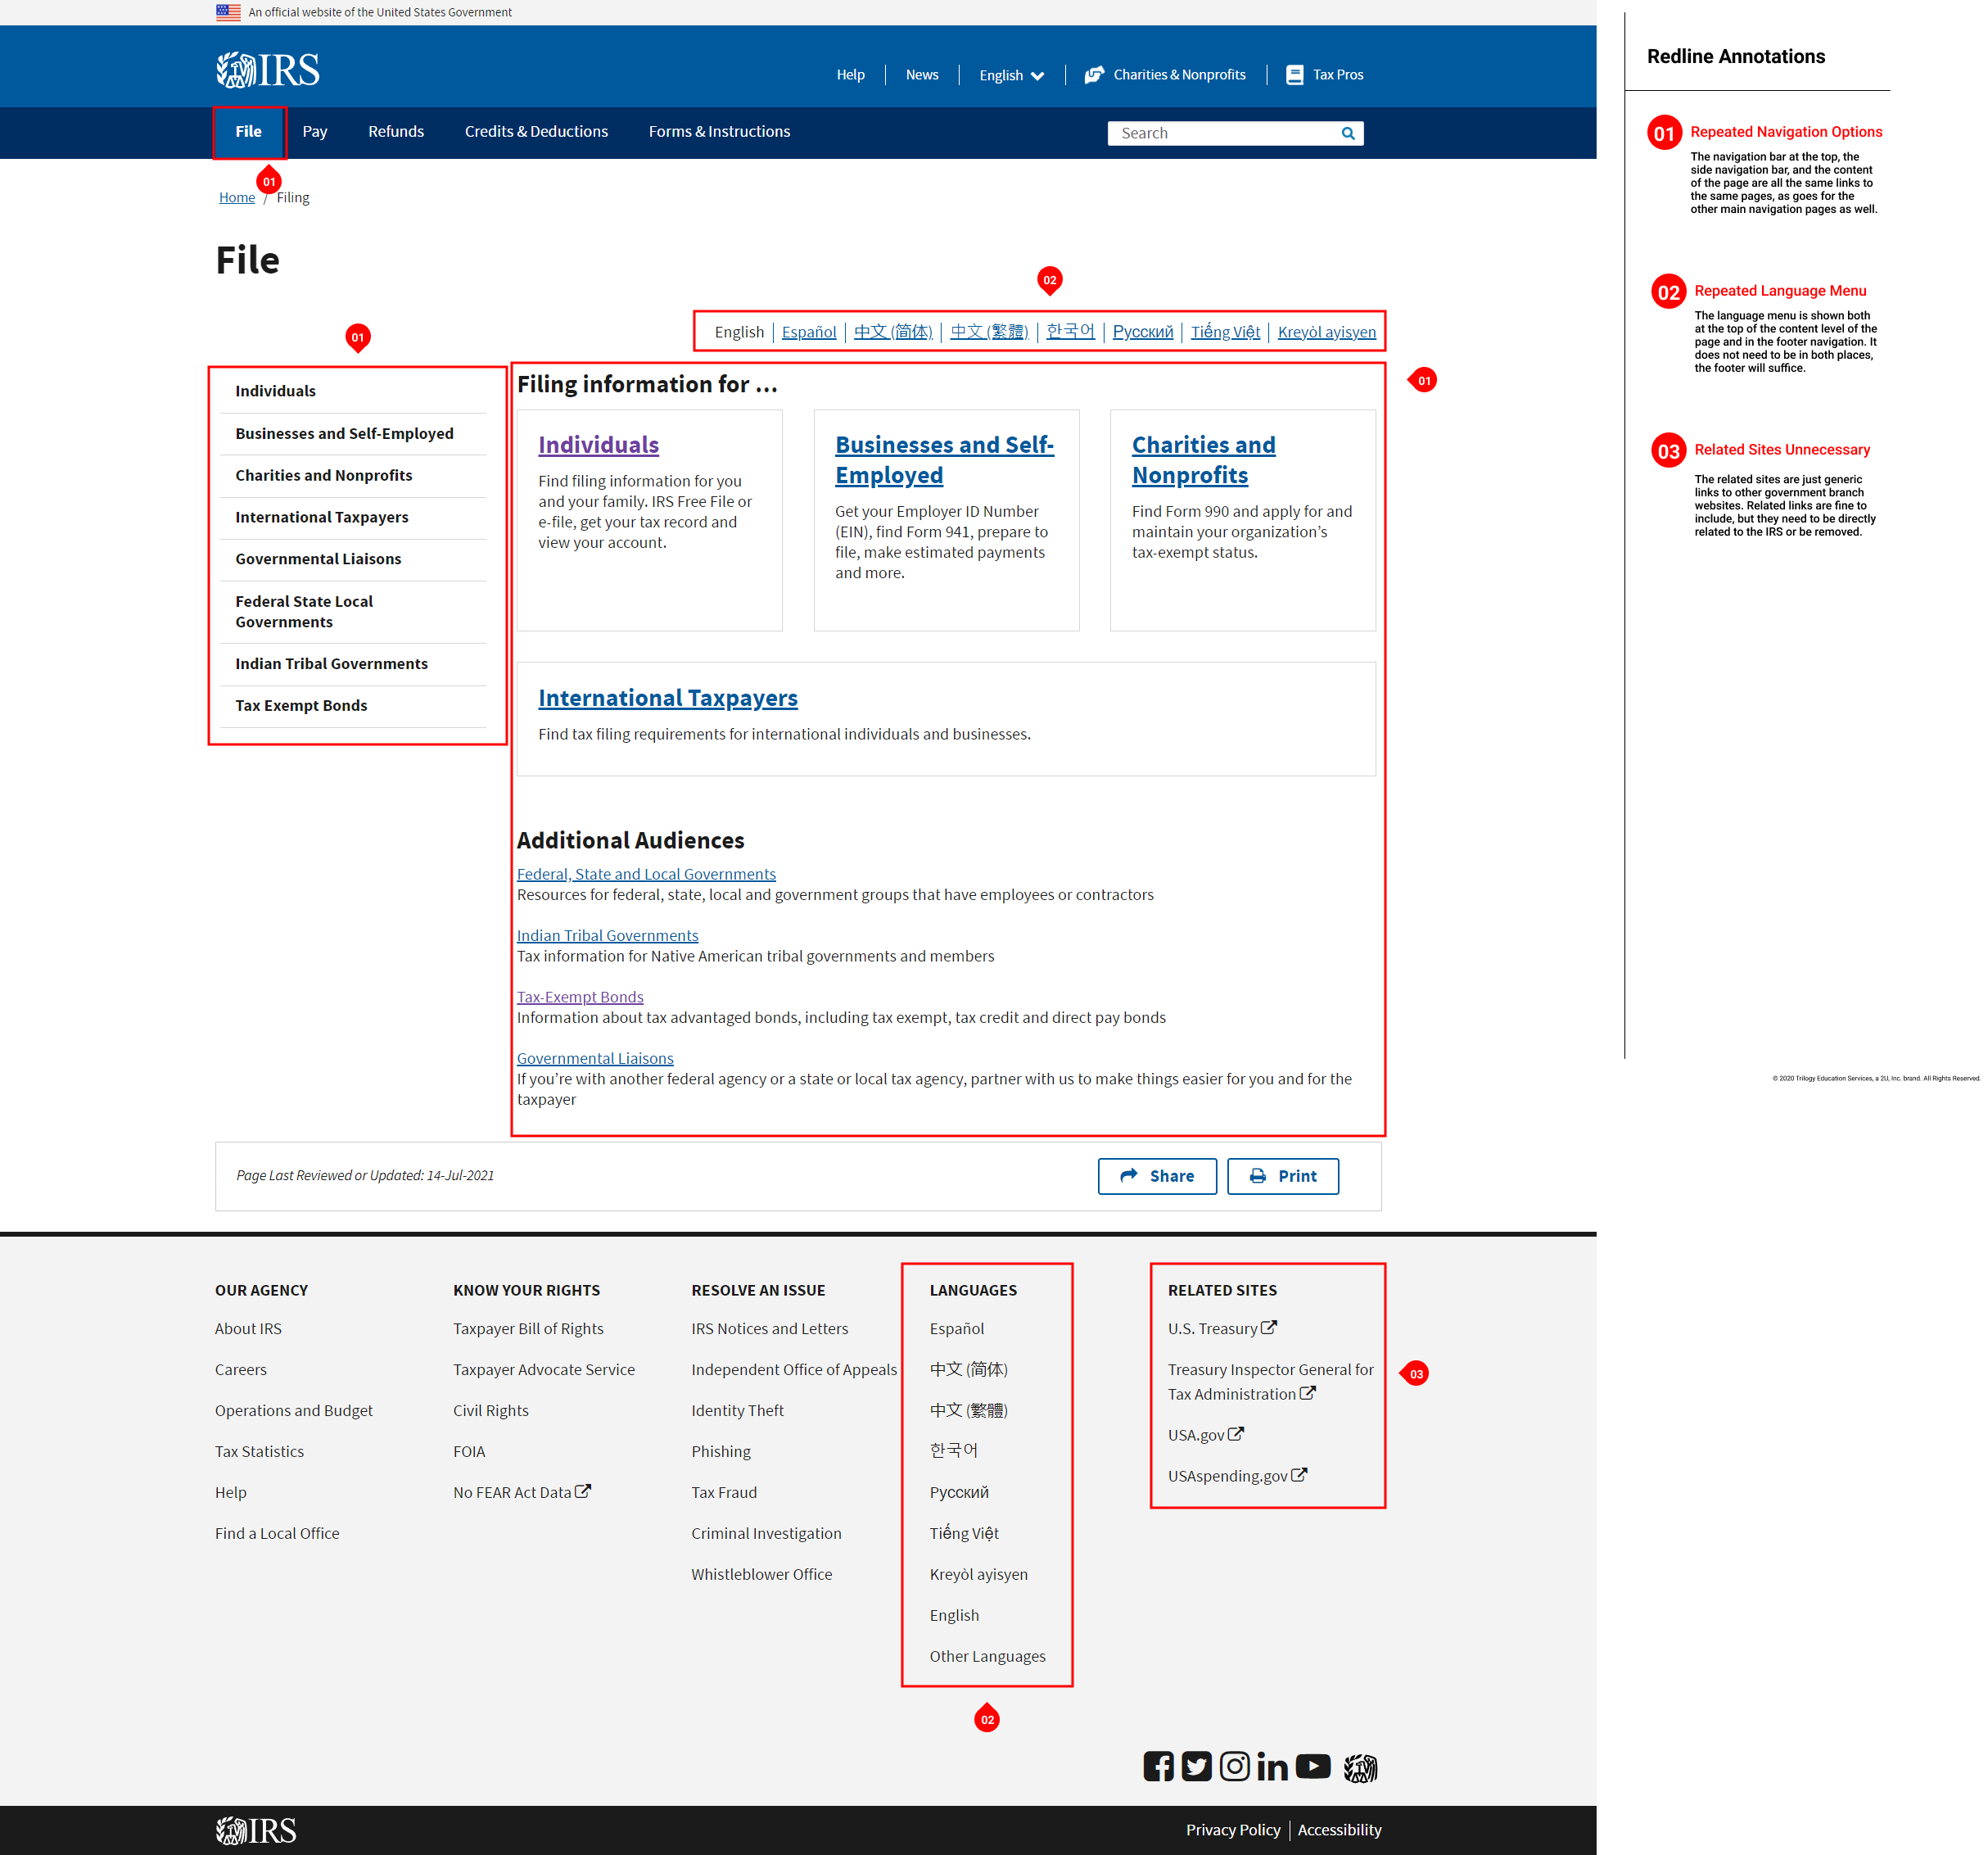 An official website of the United States Government
IRS
Help
News
English
Charities & Nonprofits
Tax Pros
File
Pay
Refunds
Credits & Deductions
Forms & Instructions
Search
01
Home / Filing
File
02
English
Español
中文 (简体)
中文 (繁體)
한국어
Русский
Tiếng Việt
Kreyòl ayisyen
01
Individuals
Businesses and Self-Employed
Charities and Nonprofits
International Taxpayers
Governmental Liaisons
Federal State Local
Governments
Indian Tribal Governments
Tax Exempt Bonds
01
Filing information for ...
Individuals
Find filing information for you
and your family. IRS Free File or
e-file, get your tax record and
view your account.
Businesses and Self-
Employed
Get your Employer ID Number
(EIN), find Form 941, prepare to
file, make estimated payments
and more.
Charities and
Nonprofits
Find Form 990 and apply for and
maintain your organization’s
tax-exempt status.
International Taxpayers
Find tax filing requirements for international individuals and businesses.
Additional Audiences
Federal, State and Local Governments
Resources for federal, state, local and government groups that have employees or contractors
Indian Tribal Governments
Tax information for Native American tribal governments and members
Tax-Exempt Bonds
Information about tax advantaged bonds, including tax exempt, tax credit and direct pay bonds
Governmental Liaisons
If you’re with another federal agency or a state or local tax agency, partner with us to make things easier for you and for the
taxpayer
Page Last Reviewed or Updated: 14-Jul-2021
Share
Print
OUR AGENCY
About IRS
Careers
Operations and Budget
Tax Statistics
Help
Find a Local Office
KNOW YOUR RIGHTS
Taxpayer Bill of Rights
Taxpayer Advocate Service
Civil Rights
FOIA
No FEAR Act Data
RESOLVE AN ISSUE
IRS Notices and Letters
Independent Office of Appeals
Identity Theft
Phishing
Tax Fraud
Criminal Investigation
Whistleblower Office
LANGUAGES
Español
中文 (简体)
中文 (繁體)
한국어
Русский
Tiếng Việt
Kreyòl ayisyen
English
Other Languages
02
RELATED SITES
U.S. Treasury
Treasury Inspector General for
Tax Administration
USA.gov
USAspending.gov
03
IRS
Privacy Policy
Accessibility
Redline Annotations
01
Repeated Navigation Options
The navigation bar at the top, the
side navigation bar, and the content
of the page are all the same links to
the same pages, as goes for the
other main navigation pages as well.
02
Repeated Language Menu
The language menu is shown both
at the top of the content level of the
page and in the footer navigation. It
does not need to be in both places,
the footer will suffice.
03
Related Sites Unnecessary
The related sites are just generic
links to other government branch
websites. Related links are fine to
include, but they need to be directly
related to the IRS or be removed.
© 2020 Trilogy Education Services, a 2U, Inc. brand. All Rights Reserved.